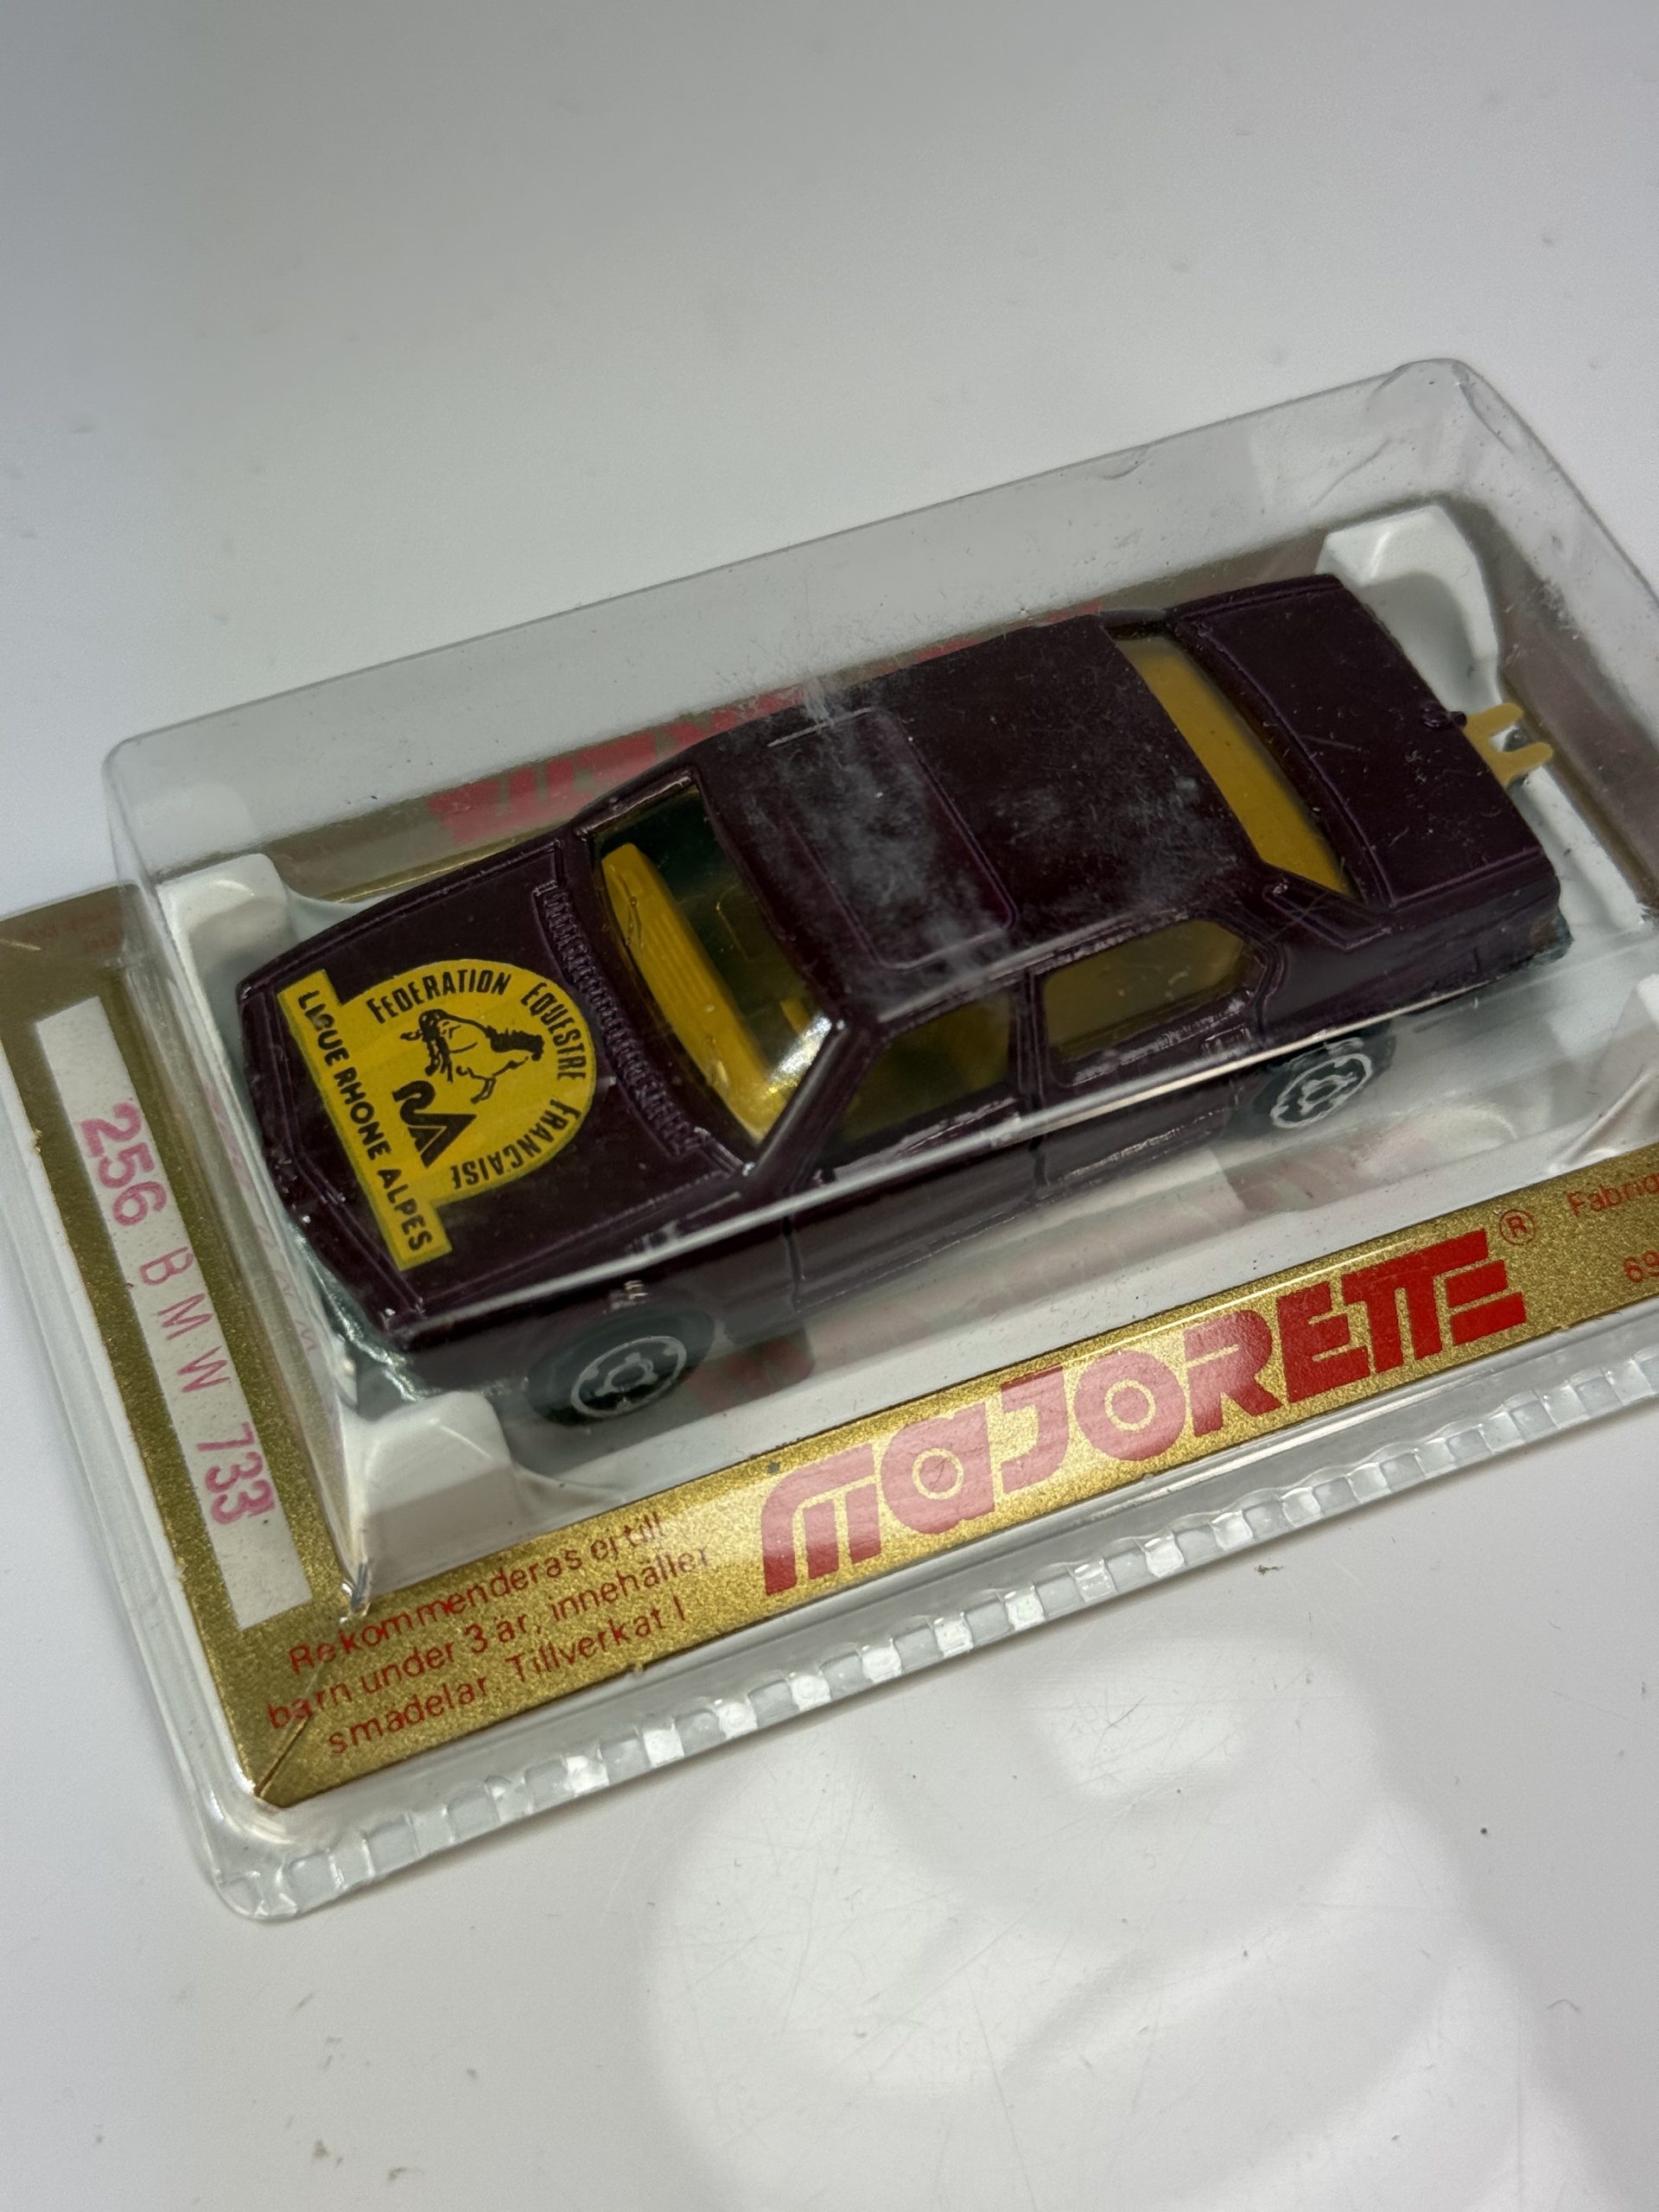 FEDERATION EQUESTRE FRANCAISE
RA
LIGUE RHONE ALPES
256 B M W 733
MAJORETTE ®
Rekommenderas ej till
barn under 3 år, innehåller
smådelar. Tillverkat I